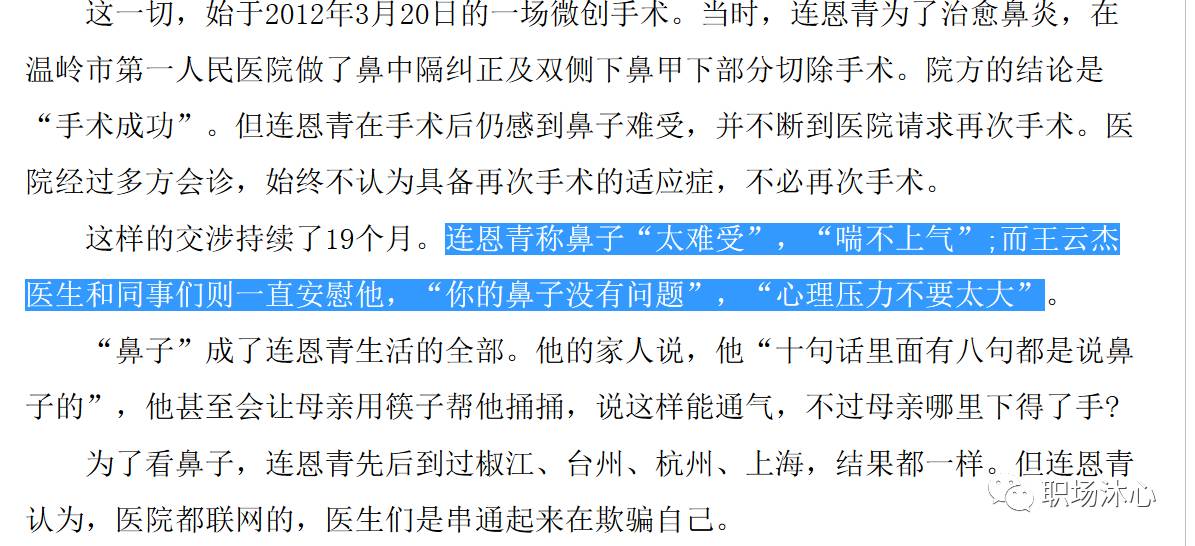 这一切，始于2012年3月20日的一场微创手术。当时，连恩青为了治愈鼻炎，在
温岭市第一人民医院做了鼻中隔纠正及双侧下鼻甲下部分切除手术。院方的结论是
“手术成功”。但连恩青在手术后仍感到鼻子难受，并不断到医院请求再次手术。医
院经过多方会诊，始终不认为具备再次手术的适应症，不必再次手术。
这样的交涉持续了19个月。连恩青称鼻子“太难受”，“喘不上气”;而王云杰
医生和同事们则一直安慰他，“你的鼻子没有问题”，“心理压力不要太大”。
“鼻子”成了连恩青生活的全部。他的家人说，他“十句话里面有八句都是说鼻
子的”，他甚至会让母亲用筷子帮他捅捅，说这样能通气，不过母亲哪里下得了手?
为了看鼻子，连恩青先后到过椒江、台州、杭州、上海，结果都一样。但连恩青
认为，医院都联网的，医生们是串通起来在欺骗自己。
职场沐心